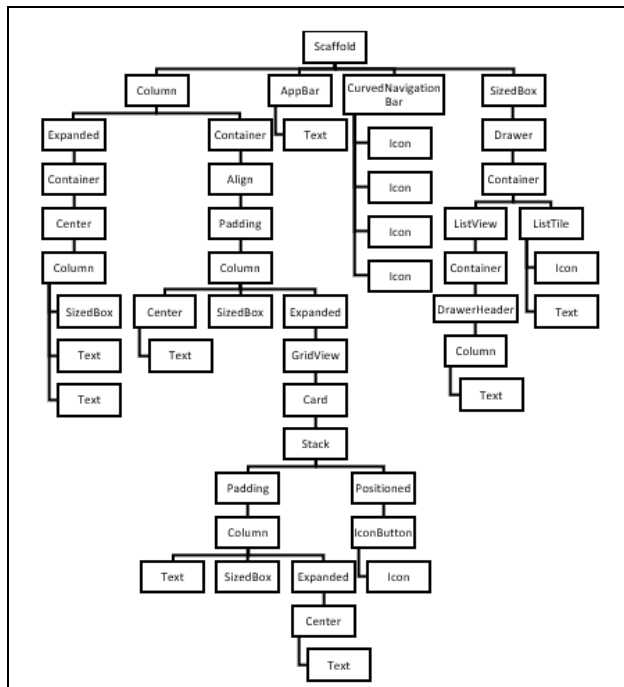 Scaffold
Column
AppBar
CurvedNavigation
Bar
SizedBox
Expanded
Container
Text
Icon
Drawer
Container
Align
Icon
Container
Center
Padding
Icon
ListView
ListTile
Column
Column
Icon
Container
Icon
SizedBox
Center
SizedBox
Expanded
DrawerHeader
Text
Text
Text
GridView
Column
Text
Card
Text
Stack
Padding
Positioned
Column
IconButton
Text
SizedBox
Expanded
Icon
Center
Text